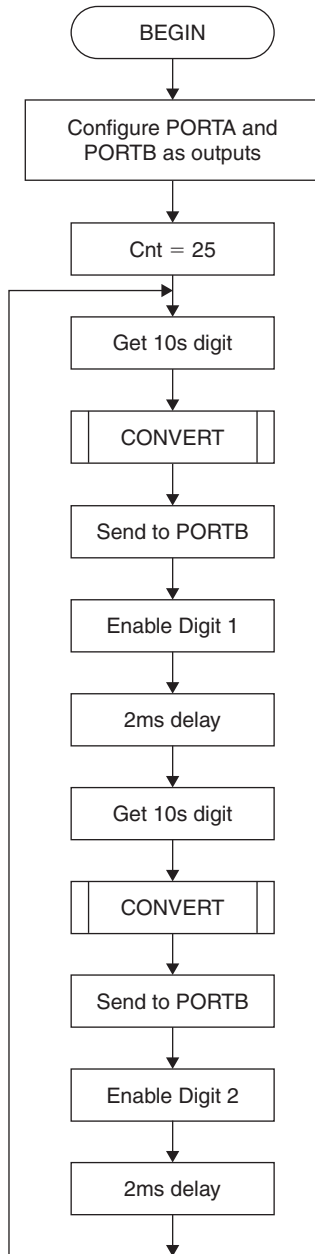 BEGIN
Configure PORTA and
PORTB as outputs
Cnt = 25
Get 10s digit
CONVERT
Send to PORTB
Enable Digit 1
2ms delay
Get 10s digit
CONVERT
Send to PORTB
Enable Digit 2
2ms delay